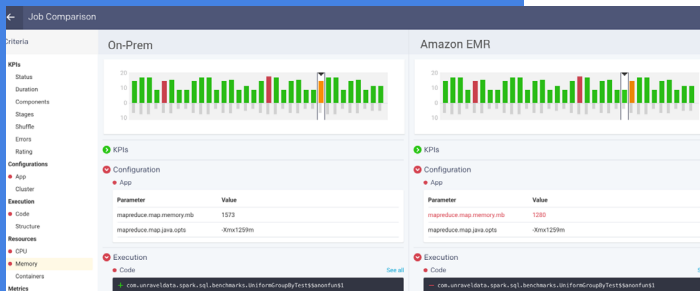 Job Comparison
Criteria
KPIs
Status
Duration
Components
Stages
Shuffle
Errors
Rating
Configurations
App
Cluster
Execution
Code
Structure
Resources
CPU
Memory
Containers
Metrics
On-Prem
20
10
0
10
KPIs
Configuration
App
Parameter Value
mapreduce.map.memory.mb 1573
mapreduce.map.java.opts -Xmx1259m
Execution
Code See all
+ com.unraveldata.spark.sql.benchmarks.UniformGroupByTest$$anonfun$1
Amazon EMR
20
10
0
10
KPIs
Configuration
App
Parameter Value
mapreduce.map.memory.mb 1280
mapreduce.map.java.opts -Xmx1259m
Execution
Code
− com.unraveldata.spark.sql.benchmarks.UniformGroupByTest$$anonfun$1